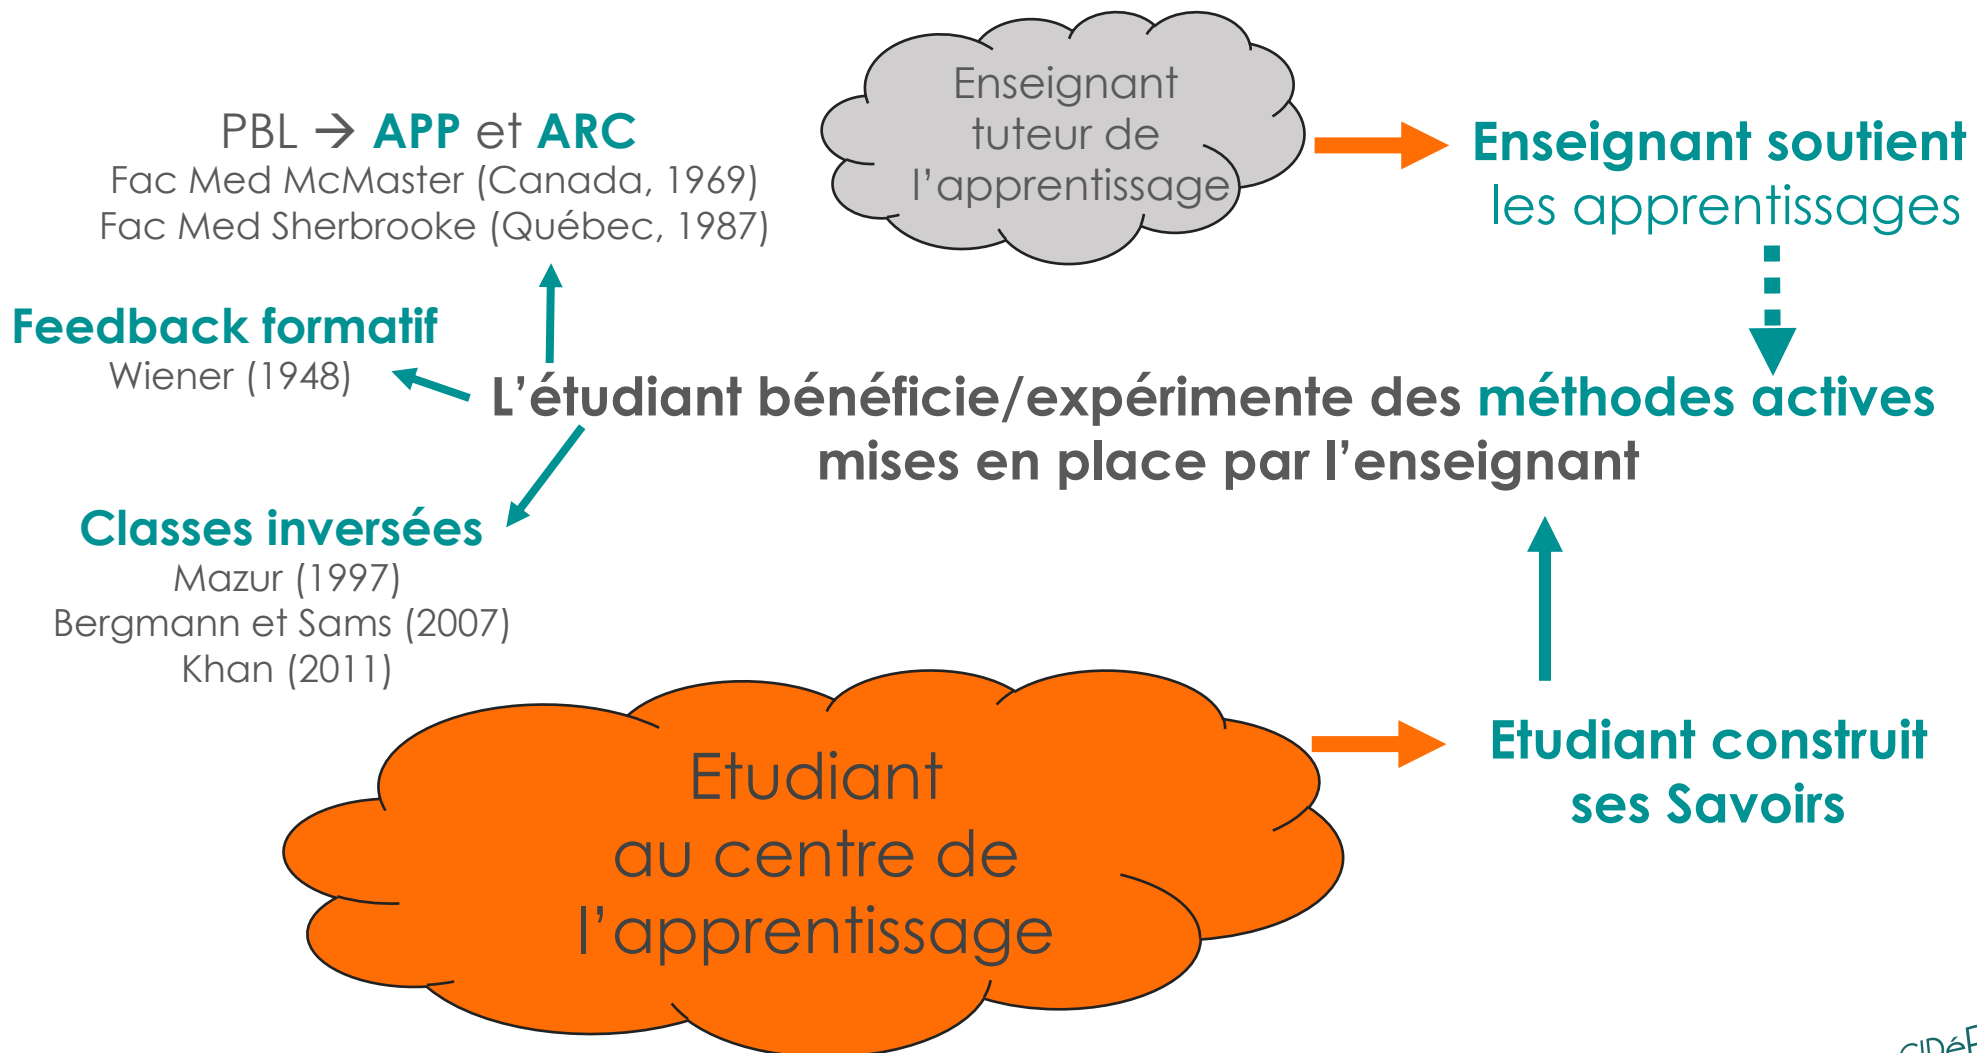 Enseignant
tuteur de
l'apprentissage
Enseignant soutient
les apprentissages
PBL → APP et ARC
Fac Med McMaster (Canada, 1969)
Fac Med Sherbrooke (Québec, 1987)
Feedback formatif
Wiener (1948)
L'étudiant bénéficie/expérimente des méthodes actives
mises en place par l'enseignant
Classes inversées
Mazur (1997)
Bergmann et Sams (2007)
Khan (2011)
Etudiant
au centre de
l'apprentissage
Etudiant construit
ses Savoirs